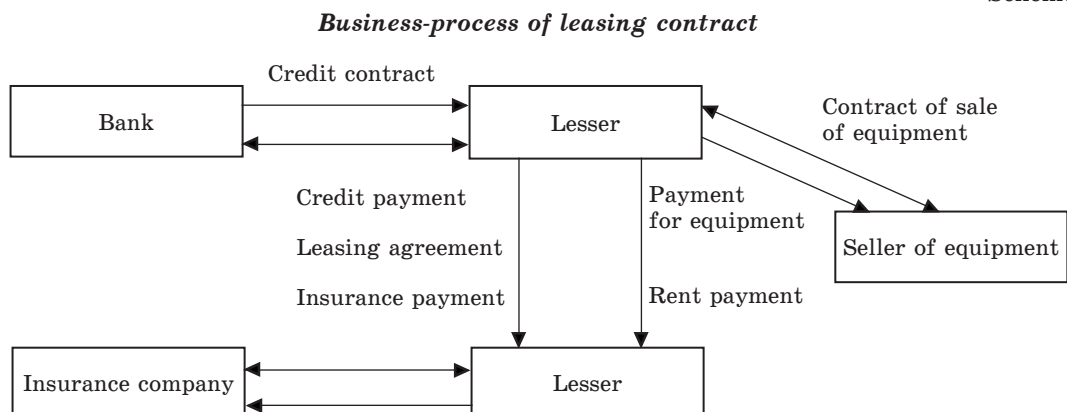 Business-process of leasing contract
Credit contract
Bank
Lesser
Contract of sale
of equipment
Credit payment
Payment
for equipment
Leasing agreement
Seller of equipment
Insurance payment
Rent payment
Insurance company
Lesser